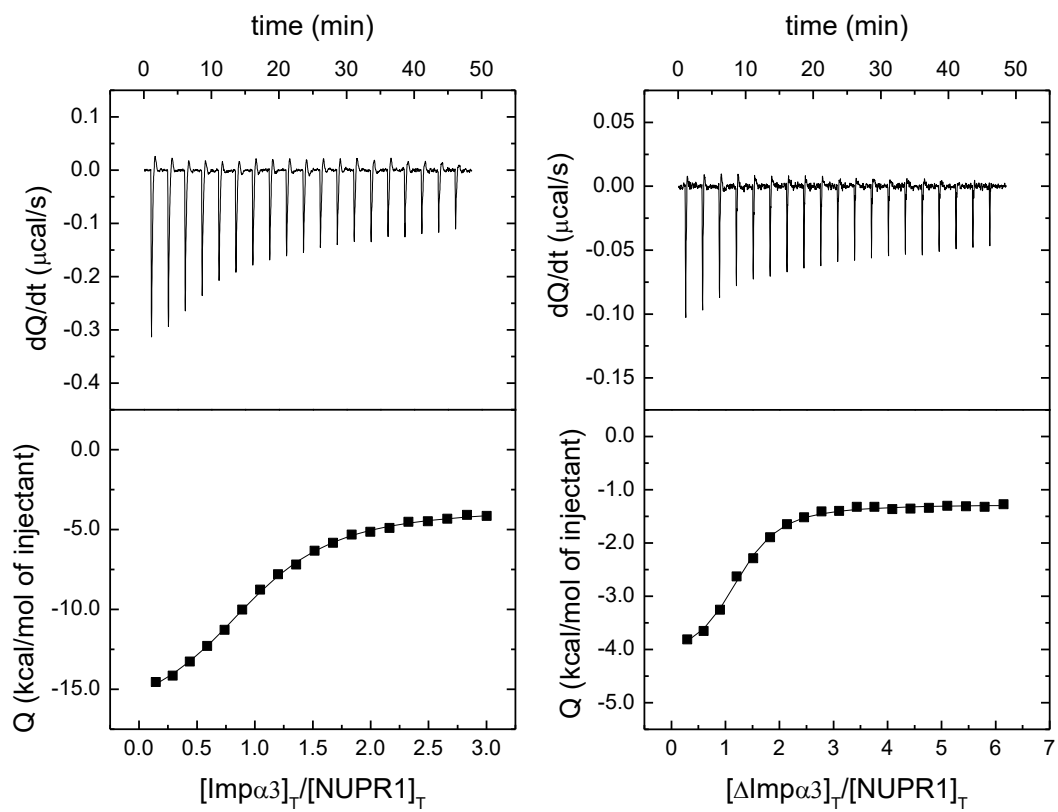 time (min)
0 10 20 30 40 50
0.1
0.0
-0.1
-0.2
-0.3
-0.4
dQ/dt (μcal/s)
0.0
-5.0
-10.0
-15.0
Q (kcal/mol of injectant)
0.0 0.5 1.0 1.5 2.0 2.5 3.0
[Impα3]T/[NUPR1]T
time (min)
0 10 20 30 40 50
0.05
0.00
-0.05
-0.10
-0.15
dQ/dt (μcal/s)
0.0
-1.0
-2.0
-3.0
-4.0
-5.0
Q (kcal/mol of injectant)
0 1 2 3 4 5 6 7
[ΔImpα3]T/[NUPR1]T